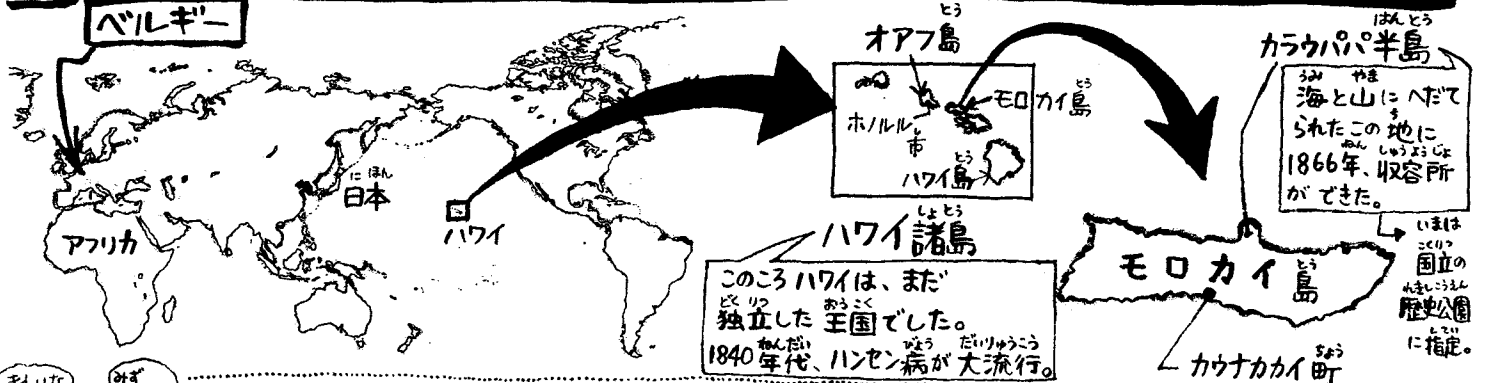 ベルギー
日本
アフリカ
ハワイ
オアフ島
モロカイ島
ホノルル市
ハワイ島
ハワイ諸島
このころハワイは、まだ
独立した王国でした。
1840年代、ハンセン病が大流行。
カラウパパ半島
海と山にへだて
られたこの地に
1866年、収容所
ができた。
いまは
国立の
歴史公園
に指定。
モロカイ島
カウナカカイ町
みず